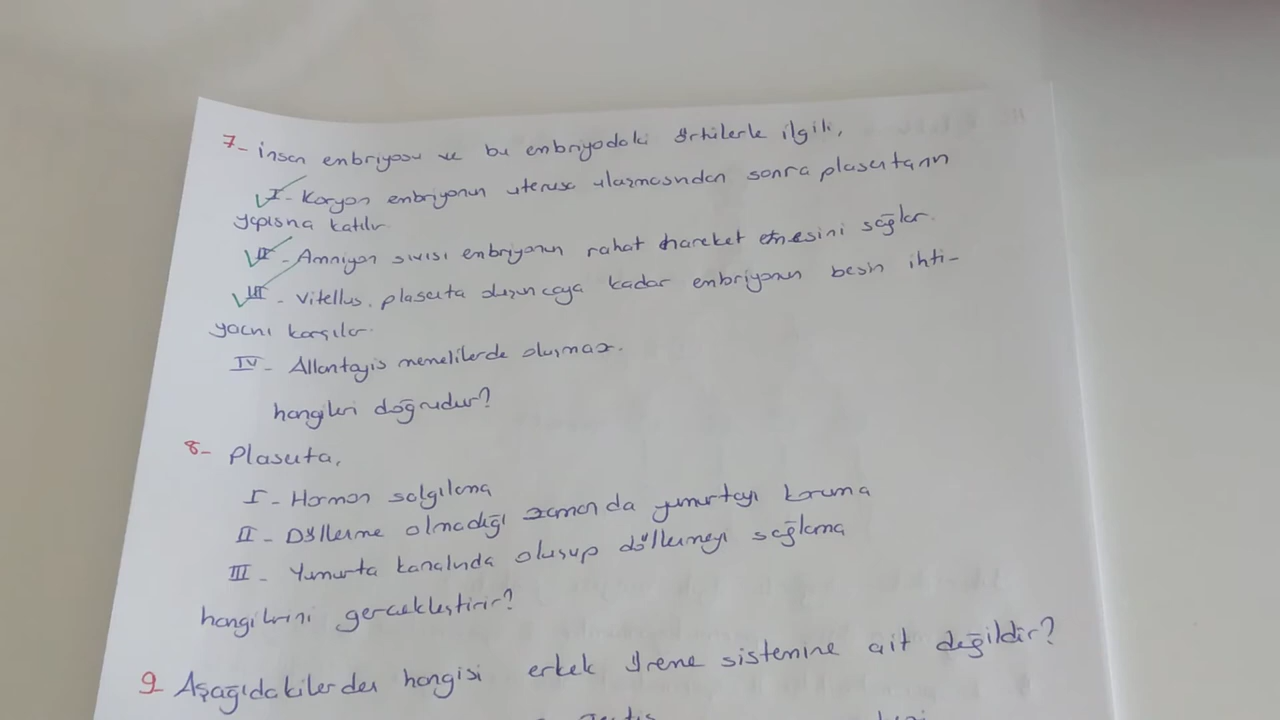 7- İnsan embriyosu ve bu embriyodaki örtülerle ilgili,
I- Koryon embriyonun uterusa ulaşmasından sonra plasentanın
yapısına katılır.
II- Amniyon sıvısı embriyonun rahat hareket etmesini sağlar.
III- Vitellus, plasenta oluşuncaya kadar embriyonun besin ihti-
yacını karşılar.
IV- Allantoyis memelilerde oluşmaz.
hangileri doğrudur?
8- Plasenta,
I- Hormon salgılama
II- Döllenme olmadığı zaman da yumurtayı koruma
III- Yumurta kanalında oluşup döllenmeyi sağlama
hangilerini gerçekleştirir?
9- Aşağıdakilerden hangisi erkek üreme sistemine ait değildir?